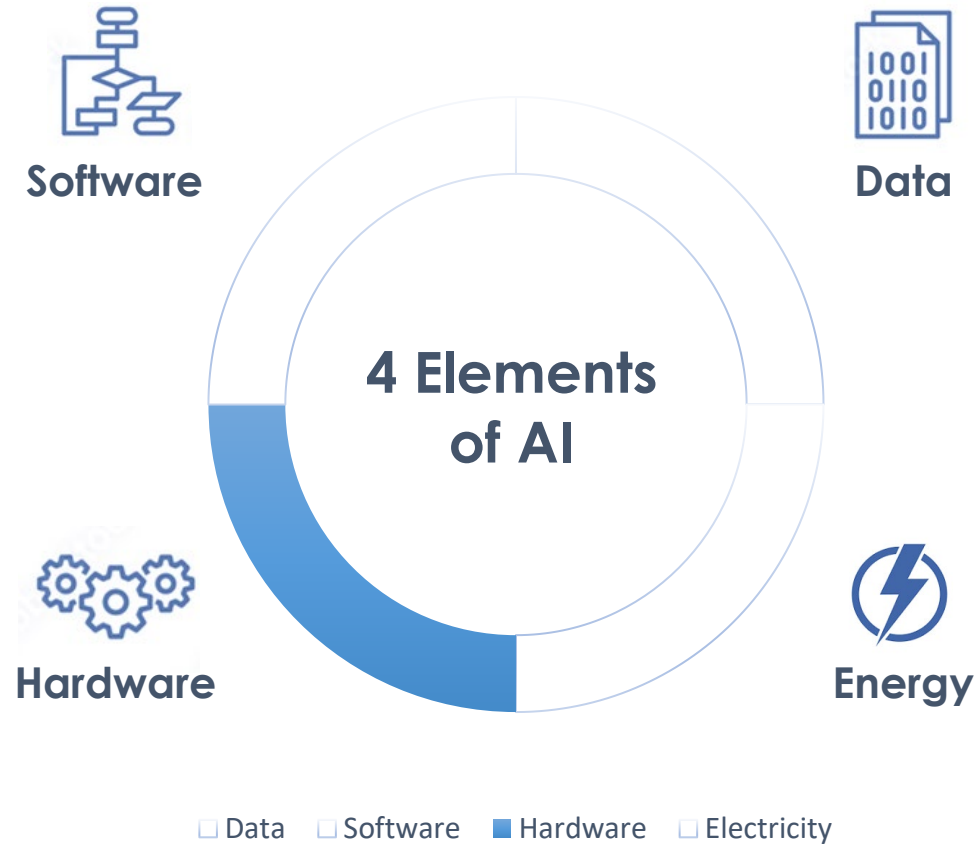 1001
0110
1010
Software
Data
4 Elements
of AI
Hardware
Energy
Data Software Hardware Electricity